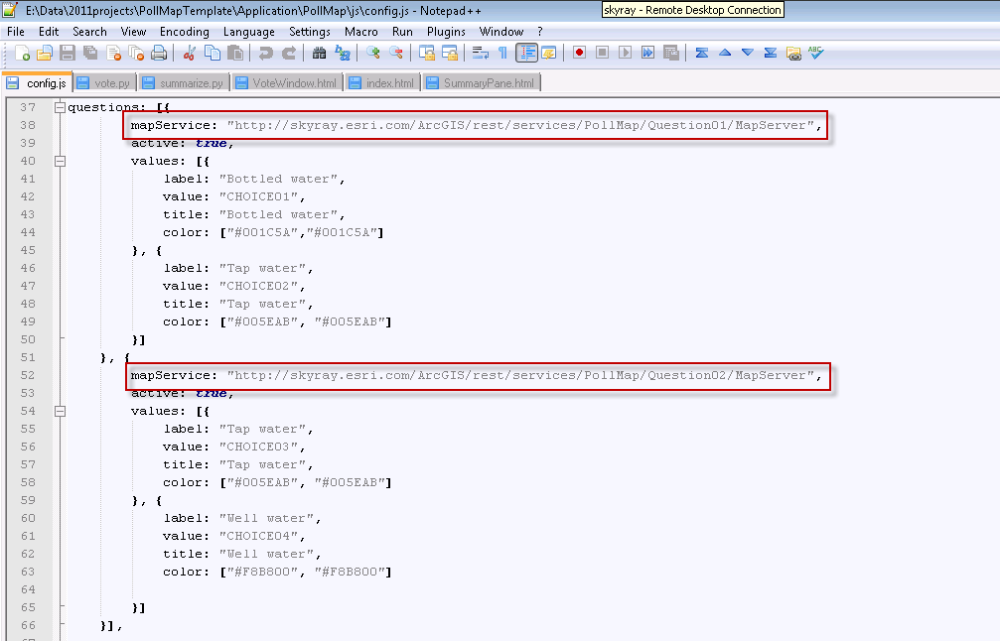 E:\Data\2011projects\PollMapTemplate\Application\PollMap\js\config.js - Notepad++
skyray - Remote Desktop Connection
File Edit Search View Encoding Language Settings Macro Run Plugins Window ?
config.js vote.py summarize.py VoteWindow.html index.html SummaryPane.html
37 questions: [{
38 mapService: "http://skyray.esri.com/ArcGIS/rest/services/PollMap/Question01/MapServer",
39 active: true,
40 values: [{
41 label: "Bottled water",
42 value: "CHOICE01",
43 title: "Bottled water",
44 color: ["#001C5A","#001C5A"]
45 }, {
46 label: "Tap water",
47 value: "CHOICE02",
48 title: "Tap water",
49 color: ["#005EAB", "#005EAB"]
50 }]
51 }, {
52 mapService: "http://skyray.esri.com/ArcGIS/rest/services/PollMap/Question02/MapServer",
53 active: true,
54 values: [{
55 label: "Tap water",
56 value: "CHOICE03",
57 title: "Tap water",
58 color: ["#005EAB", "#005EAB"]
59 }, {
60 label: "Well water",
61 value: "CHOICE04",
62 title: "Well water",
63 color: ["#F8B800", "#F8B800"]
64
65 }]
66 }],